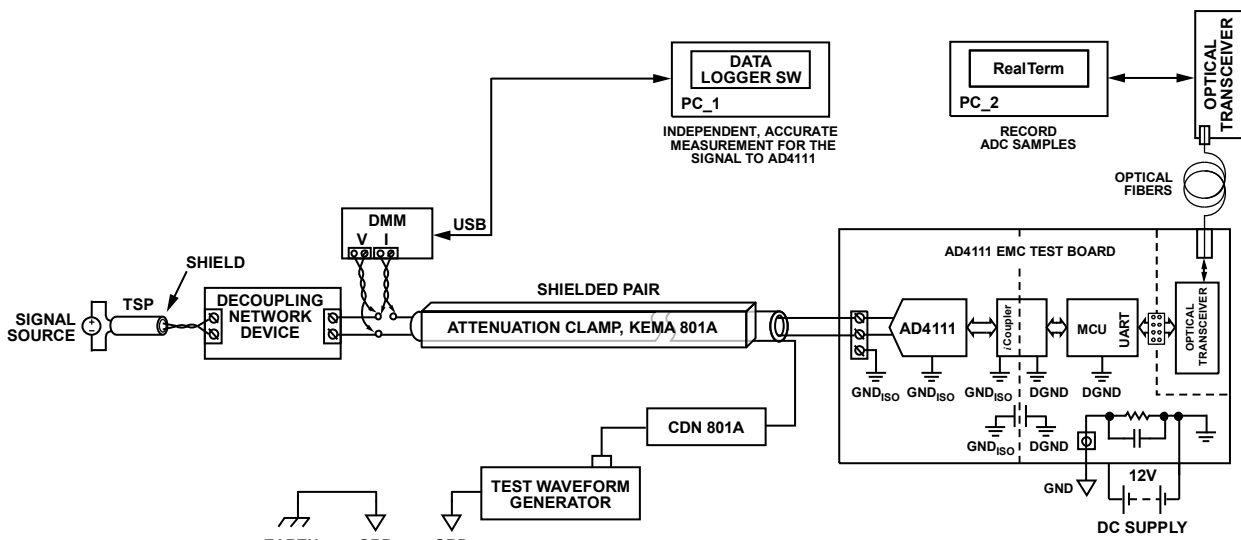 DATA
LOGGER SW
PC_1
INDEPENDENT, ACCURATE
MEASUREMENT FOR THE
SIGNAL TO AD4111
RealTerm
PC_2
RECORD
ADC SAMPLES
OPTICAL
TRANSCEIVER
OPTICAL
FIBERS
DMM
V I
USB
SHIELD
TSP
SIGNAL
SOURCE
DECOUPLING
NETWORK
DEVICE
SHIELDED PAIR
ATTENUATION CLAMP, KEMA 801A
AD4111 EMC TEST BOARD
AD4111
iCoupler
MCU
UART
OPTICAL
TRANSCEIVER
GNDISO
GNDISO
GNDISO
DGND
DGND
GNDISO
DGND
CDN 801A
TEST WAVEFORM
GENERATOR
GND
12V
DC SUPPLY